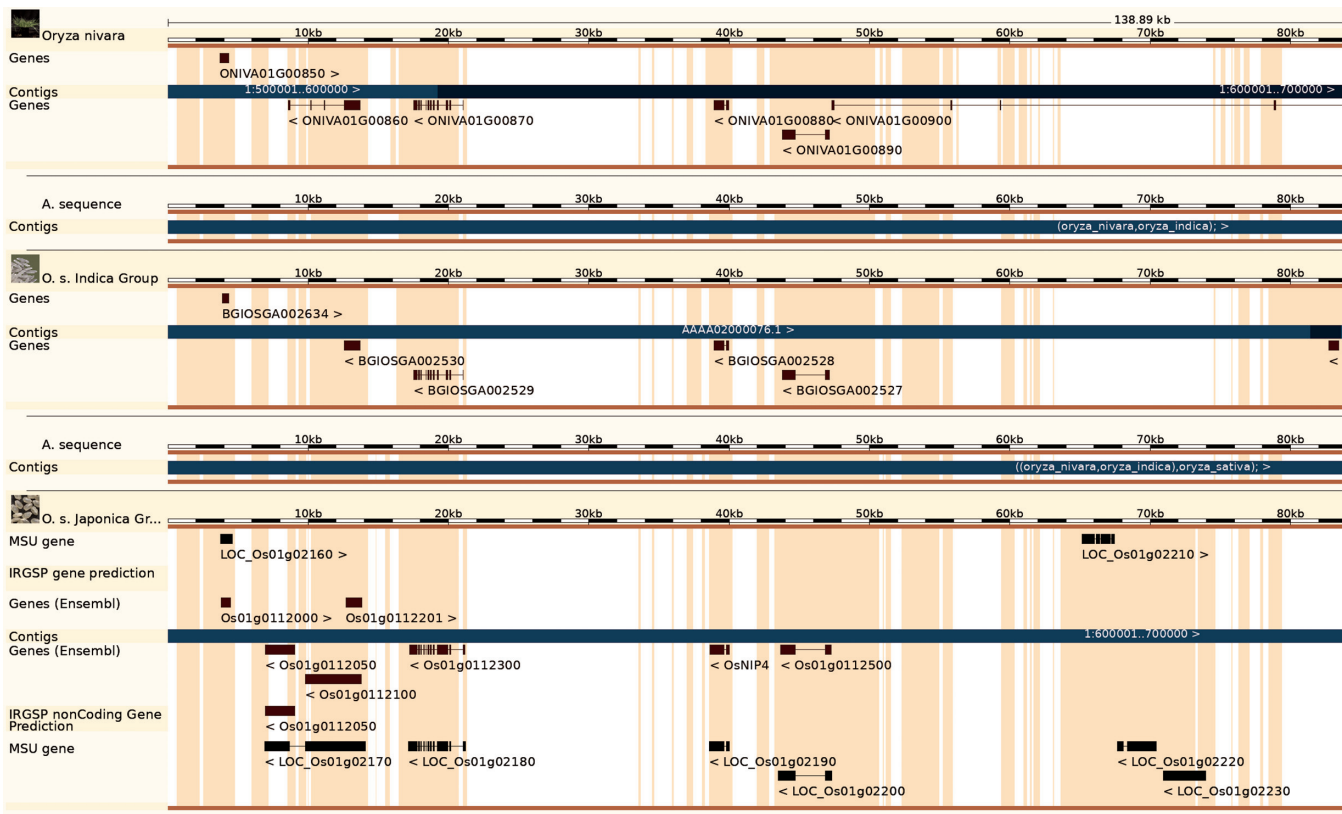 138.89 kb
Oryza nivara
10kb 20kb 30kb 40kb 50kb 60kb 70kb 80kb
Genes
ONIVA01G00850 >
Contigs 1:500001..600000 > 1:600001..700000 >
Genes
< ONIVA01G00860 < ONIVA01G00870 < ONIVA01G00880 < ONIVA01G00900
< ONIVA01G00890
A. sequence 10kb 20kb 30kb 40kb 50kb 60kb 70kb 80kb
Contigs (oryza_nivara,oryza_indica); >
O. s. Indica Group 10kb 20kb 30kb 40kb 50kb 60kb 70kb 80kb
Genes
BGIOSGA002634 >
Contigs AAAA02000076.1 >
Genes
< BGIOSGA002530 < BGIOSGA002528 <
< BGIOSGA002529 < BGIOSGA002527
A. sequence 10kb 20kb 30kb 40kb 50kb 60kb 70kb 80kb
Contigs ((oryza_nivara,oryza_indica),oryza_sativa); >
O. s. Japonica Gr... 10kb 20kb 30kb 40kb 50kb 60kb 70kb 80kb
MSU gene
LOC_Os01g02160 > LOC_Os01g02210 >
IRGSP gene prediction
Genes (Ensembl)
Os01g0112000 > Os01g0112201 >
Contigs 1:600001..700000 >
Genes (Ensembl)
< Os01g0112050 < Os01g0112300 < OsNIP4 < Os01g0112500
< Os01g0112100
IRGSP nonCoding Gene
Prediction
< Os01g0112050
MSU gene
< LOC_Os01g02170 < LOC_Os01g02180 < LOC_Os01g02190 < LOC_Os01g02220
< LOC_Os01g02200 < LOC_Os01g02230